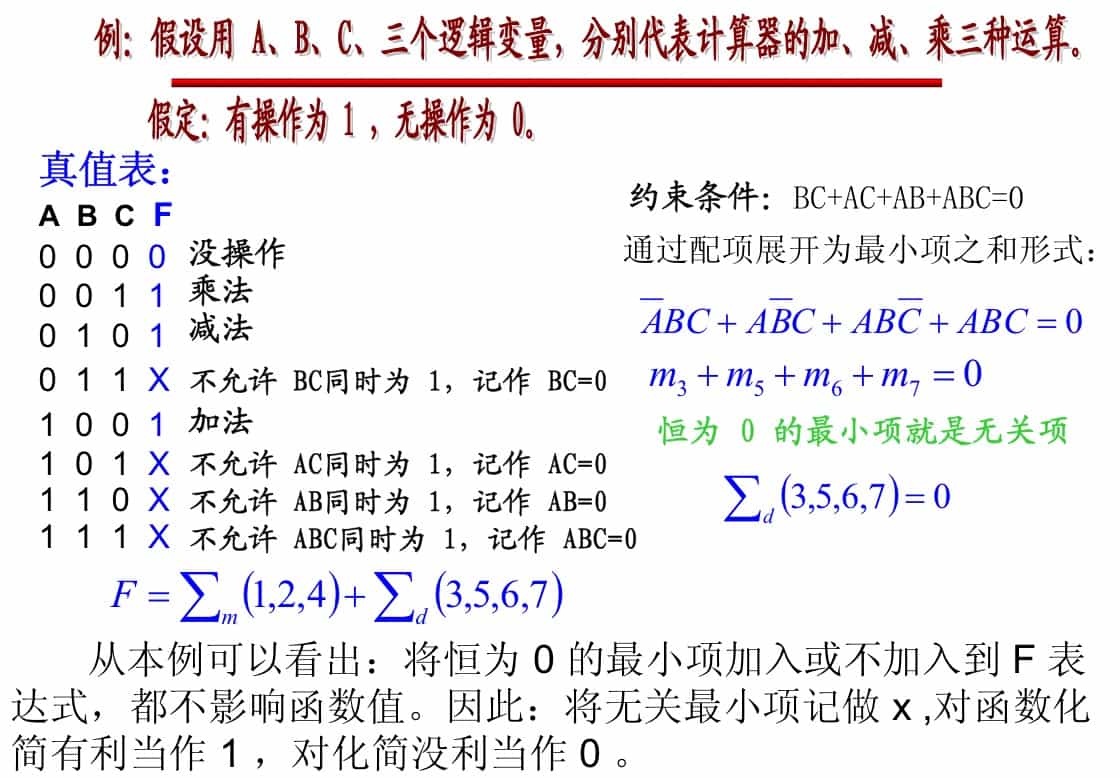 例：假设用 A、B、C、三个逻辑变量，分别代表计算器的加、减、乘三种运算。
假定：有操作为 1 ，无操作为 0。
真值表：
A B C F
0 0 0 0 没操作
0 0 1 1 乘法
0 1 0 1 减法
0 1 1 X 不允许 BC同时为 1，记作 BC=0
1 0 0 1 加法
1 0 1 X 不允许 AC同时为 1，记作 AC=0
1 1 0 X 不允许 AB同时为 1，记作 AB=0
1 1 1 X 不允许 ABC同时为 1，记作 ABC=0
约束条件：BC+AC+AB+ABC=0
通过配项展开为最小项之和形式：
A̅BC + AB̅C + ABC̅ + ABC = 0
m₃ + m₅ + m₆ + m₇ = 0
恒为 0 的最小项就是无关项
∑d(3,5,6,7) = 0
F = ∑m(1,2,4) + ∑d(3,5,6,7)
从本例可以看出：将恒为 0 的最小项加入或不加入到 F 表
达式，都不影响函数值。因此：将无关最小项记做 x ,对函数化
简有利当作 1 ，对化简没利当作 0 。